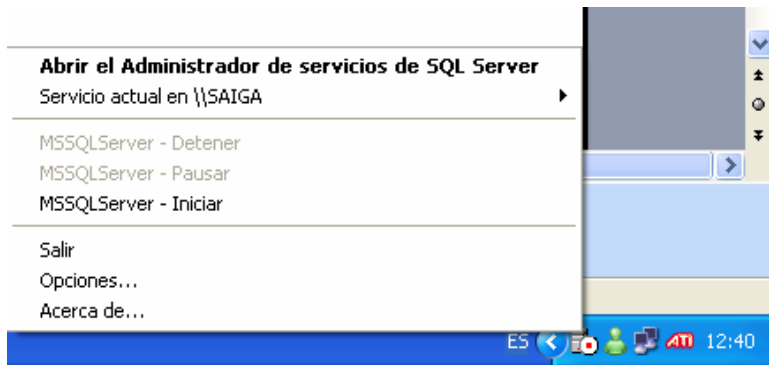 Abrir el Administrador de servicios de SQL Server
Servicio actual en \\SAIGA
MSSQLServer - Detener
MSSQLServer - Pausar
MSSQLServer - Iniciar
Salir
Opciones...
Acerca de...
ES ATI 12:40